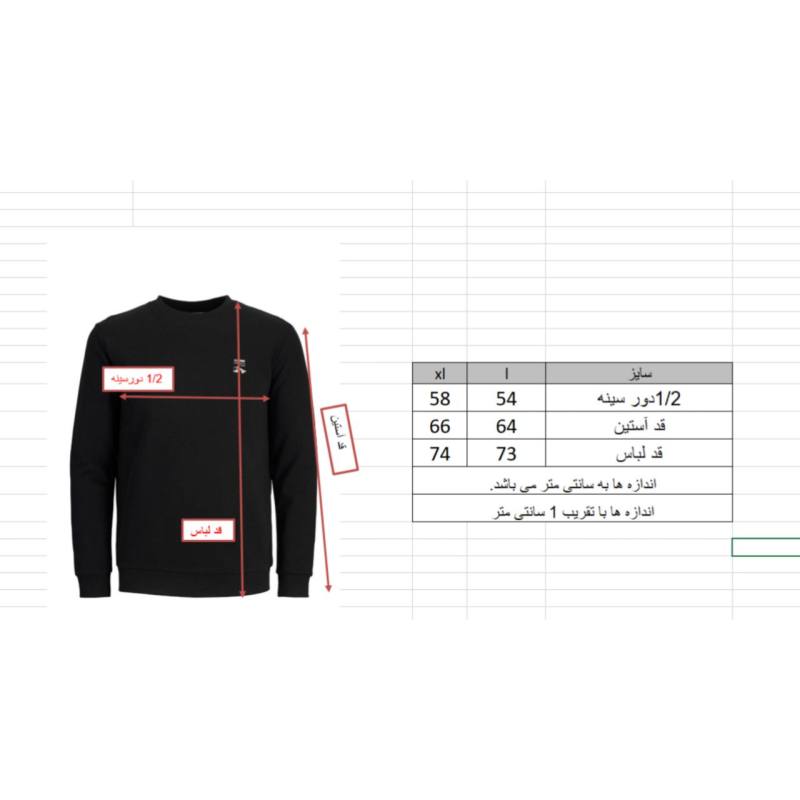 1/2 دورسینه
قد آستین
قد لباس
سایز l xl
1/2دور سینه 54 58
قد آستین 64 66
قد لباس 73 74
اندازه ها به سانتی متر می باشد.
اندازه ها با تقریب 1 سانتی متر